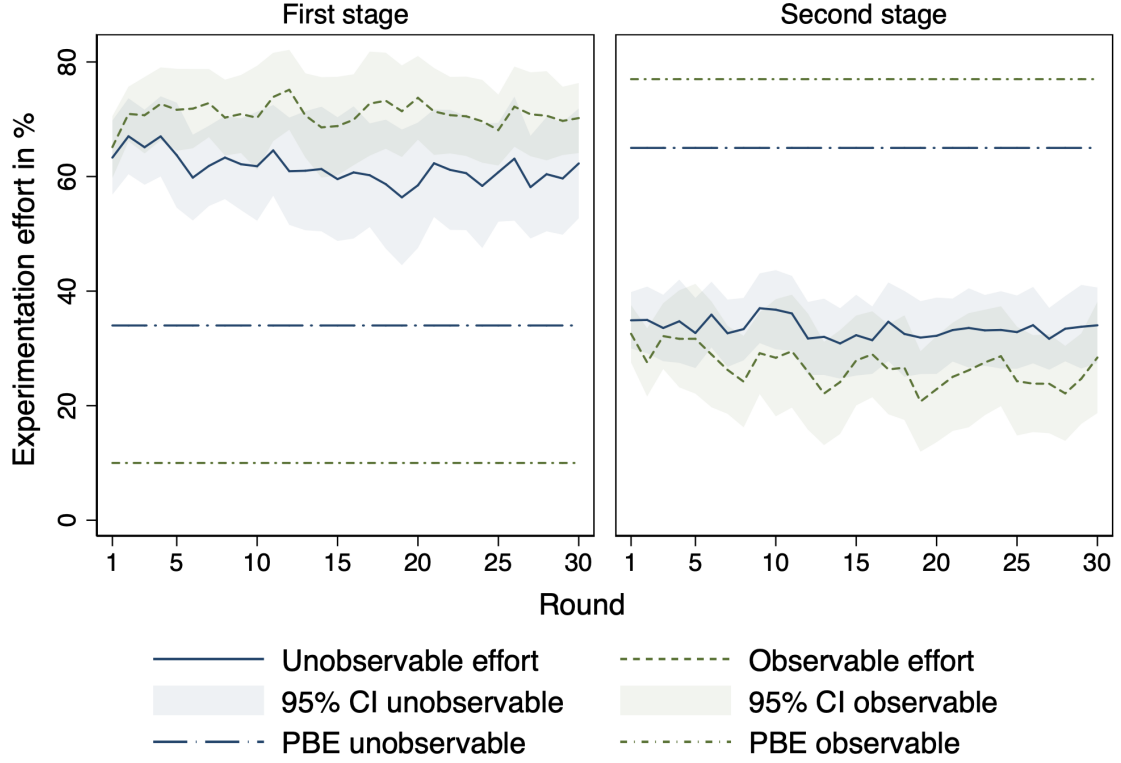 First stage
Second stage
Experimentation effort in %
80
60
40
20
0
1 5 10 15 20 25 30
1 5 10 15 20 25 30
Round
Unobservable effort
Observable effort
95% CI unobservable
95% CI observable
PBE unobservable
PBE observable